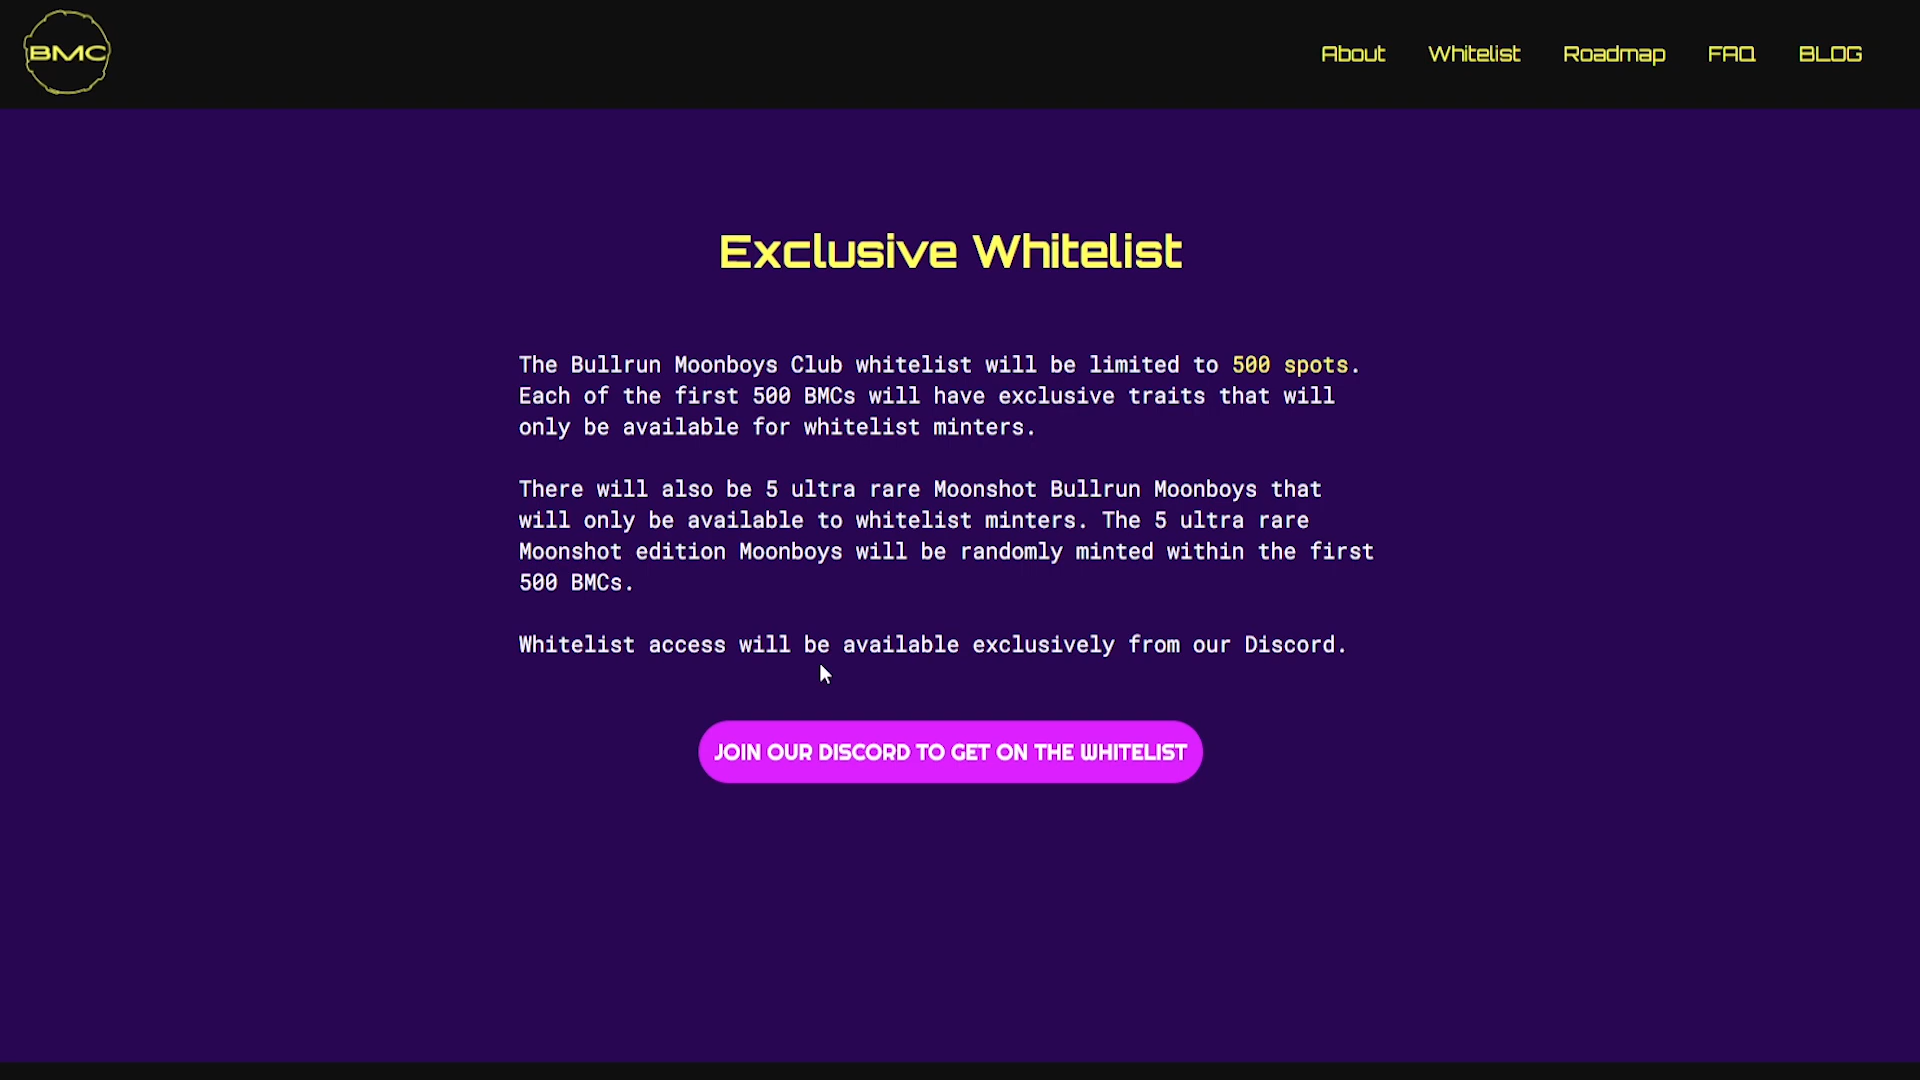 BMC
About Whitelist Roadmap FAQ BLOG
Exclusive Whitelist
The Bullrun Moonboys Club whitelist will be limited to 500 spots.
Each of the first 500 BMCs will have exclusive traits that will
only be available for whitelist minters.
There will also be 5 ultra rare Moonshot Bullrun Moonboys that
will only be available to whitelist minters. The 5 ultra rare
Moonshot edition Moonboys will be randomly minted within the first
500 BMCs.
Whitelist access will be available exclusively from our Discord.
JOIN OUR DISCORD TO GET ON THE WHITELIST